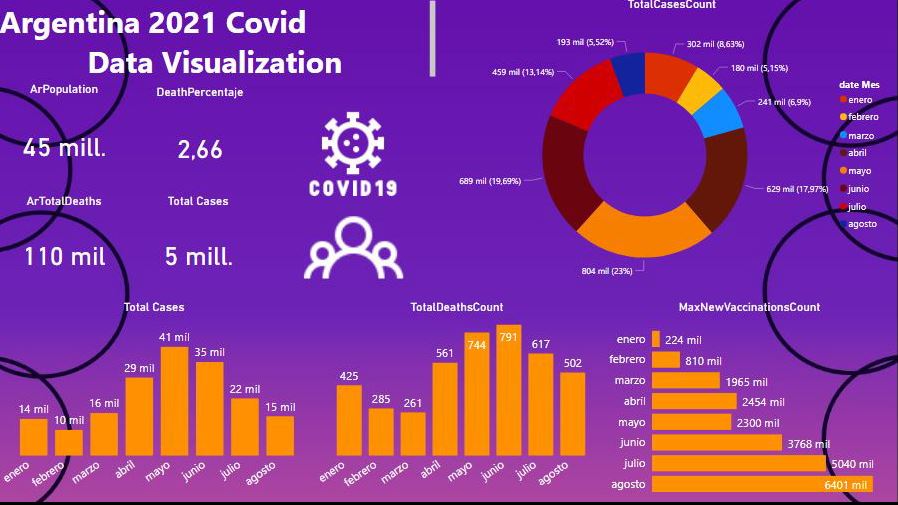 Argentina 2021 Covid
Data Visualization
ArPopulation
DeathPercentaje
45 mill.
2,66
ArTotalDeaths
Total Cases
110 mil
5 mill.
COVID19
TotalCasesCount
193 mil (5,52%)
302 mil (8,63%)
459 mil (13,14%)
180 mil (5,15%)
241 mil (6,9%)
689 mil (19,69%)
629 mil (17,97%)
804 mil (23%)
date Mes
enero
febrero
marzo
abril
mayo
junio
julio
agosto
Total Cases
14 mil
10 mil
16 mil
29 mil
41 mil
35 mil
22 mil
15 mil
enero
febrero
marzo
abril
mayo
junio
julio
agosto
TotalDeathsCount
425
285
261
561
744
791
617
502
enero
febrero
marzo
abril
mayo
junio
julio
agosto
MaxNewVaccinationsCount
enero 224 mil
febrero 810 mil
marzo 1965 mil
abril 2454 mil
mayo 2300 mil
junio 3768 mil
julio 5040 mil
agosto 6401 mil